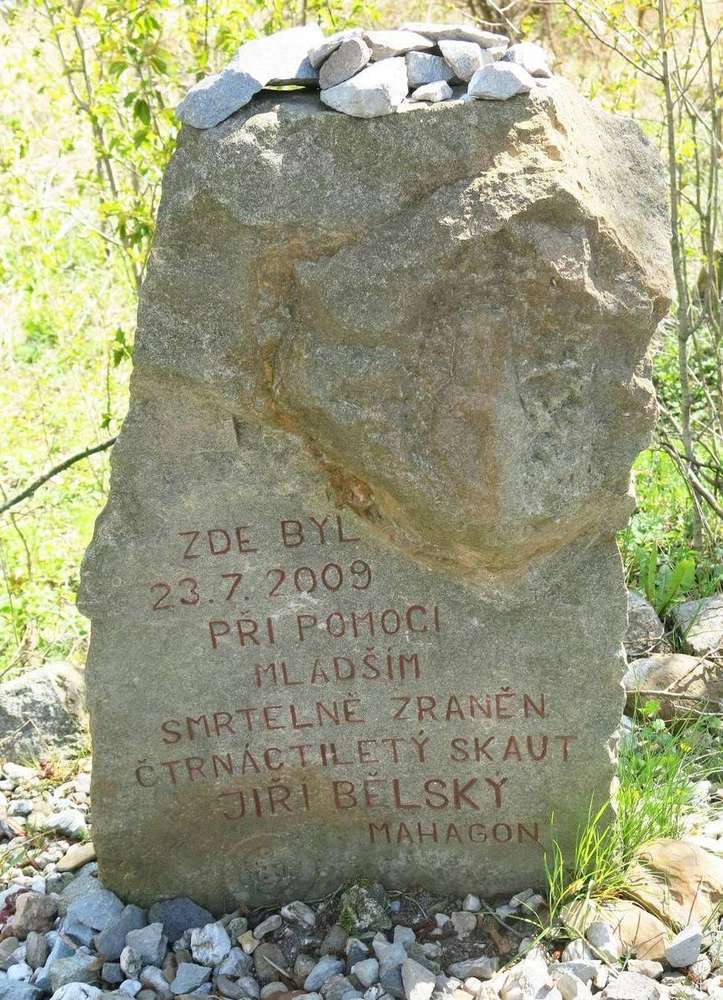 ZDE BYL
23.7.2009
PŘI POMOCI
MLADŠÍM
SMRTELNĚ ZRANĚN
ČTRNÁCTILETÝ SKAUT
JIŘÍ BĚLSKÝ
MAHAGON